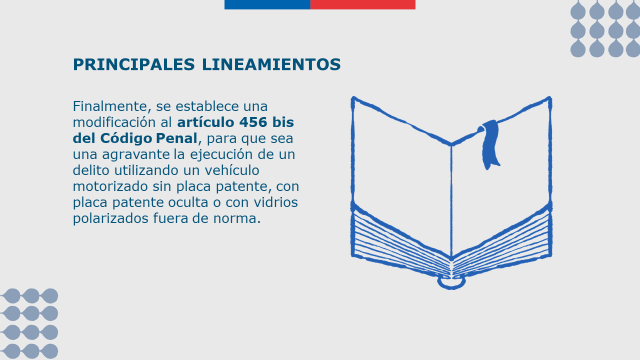 PRINCIPALES LINEAMIENTOS
Finalmente, se establece una
modificación al artículo 456 bis
del Código Penal, para que sea
una agravante la ejecución de un
delito utilizando un vehículo
motorizado sin placa patente, con
placa patente oculta o con vidrios
polarizados fuera de norma.